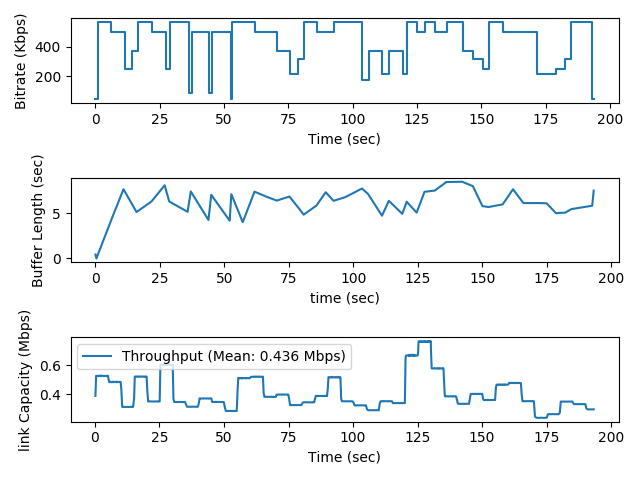 Bitrate (Kbps)
400
200
0 25 50 75 100 125 150 175 200
Time (sec)
Buffer Length (sec)
5
0
0 25 50 75 100 125 150 175 200
time (sec)
link Capacity (Mbps)
0.6
0.4
Throughput (Mean: 0.436 Mbps)
0 25 50 75 100 125 150 175 200
Time (sec)